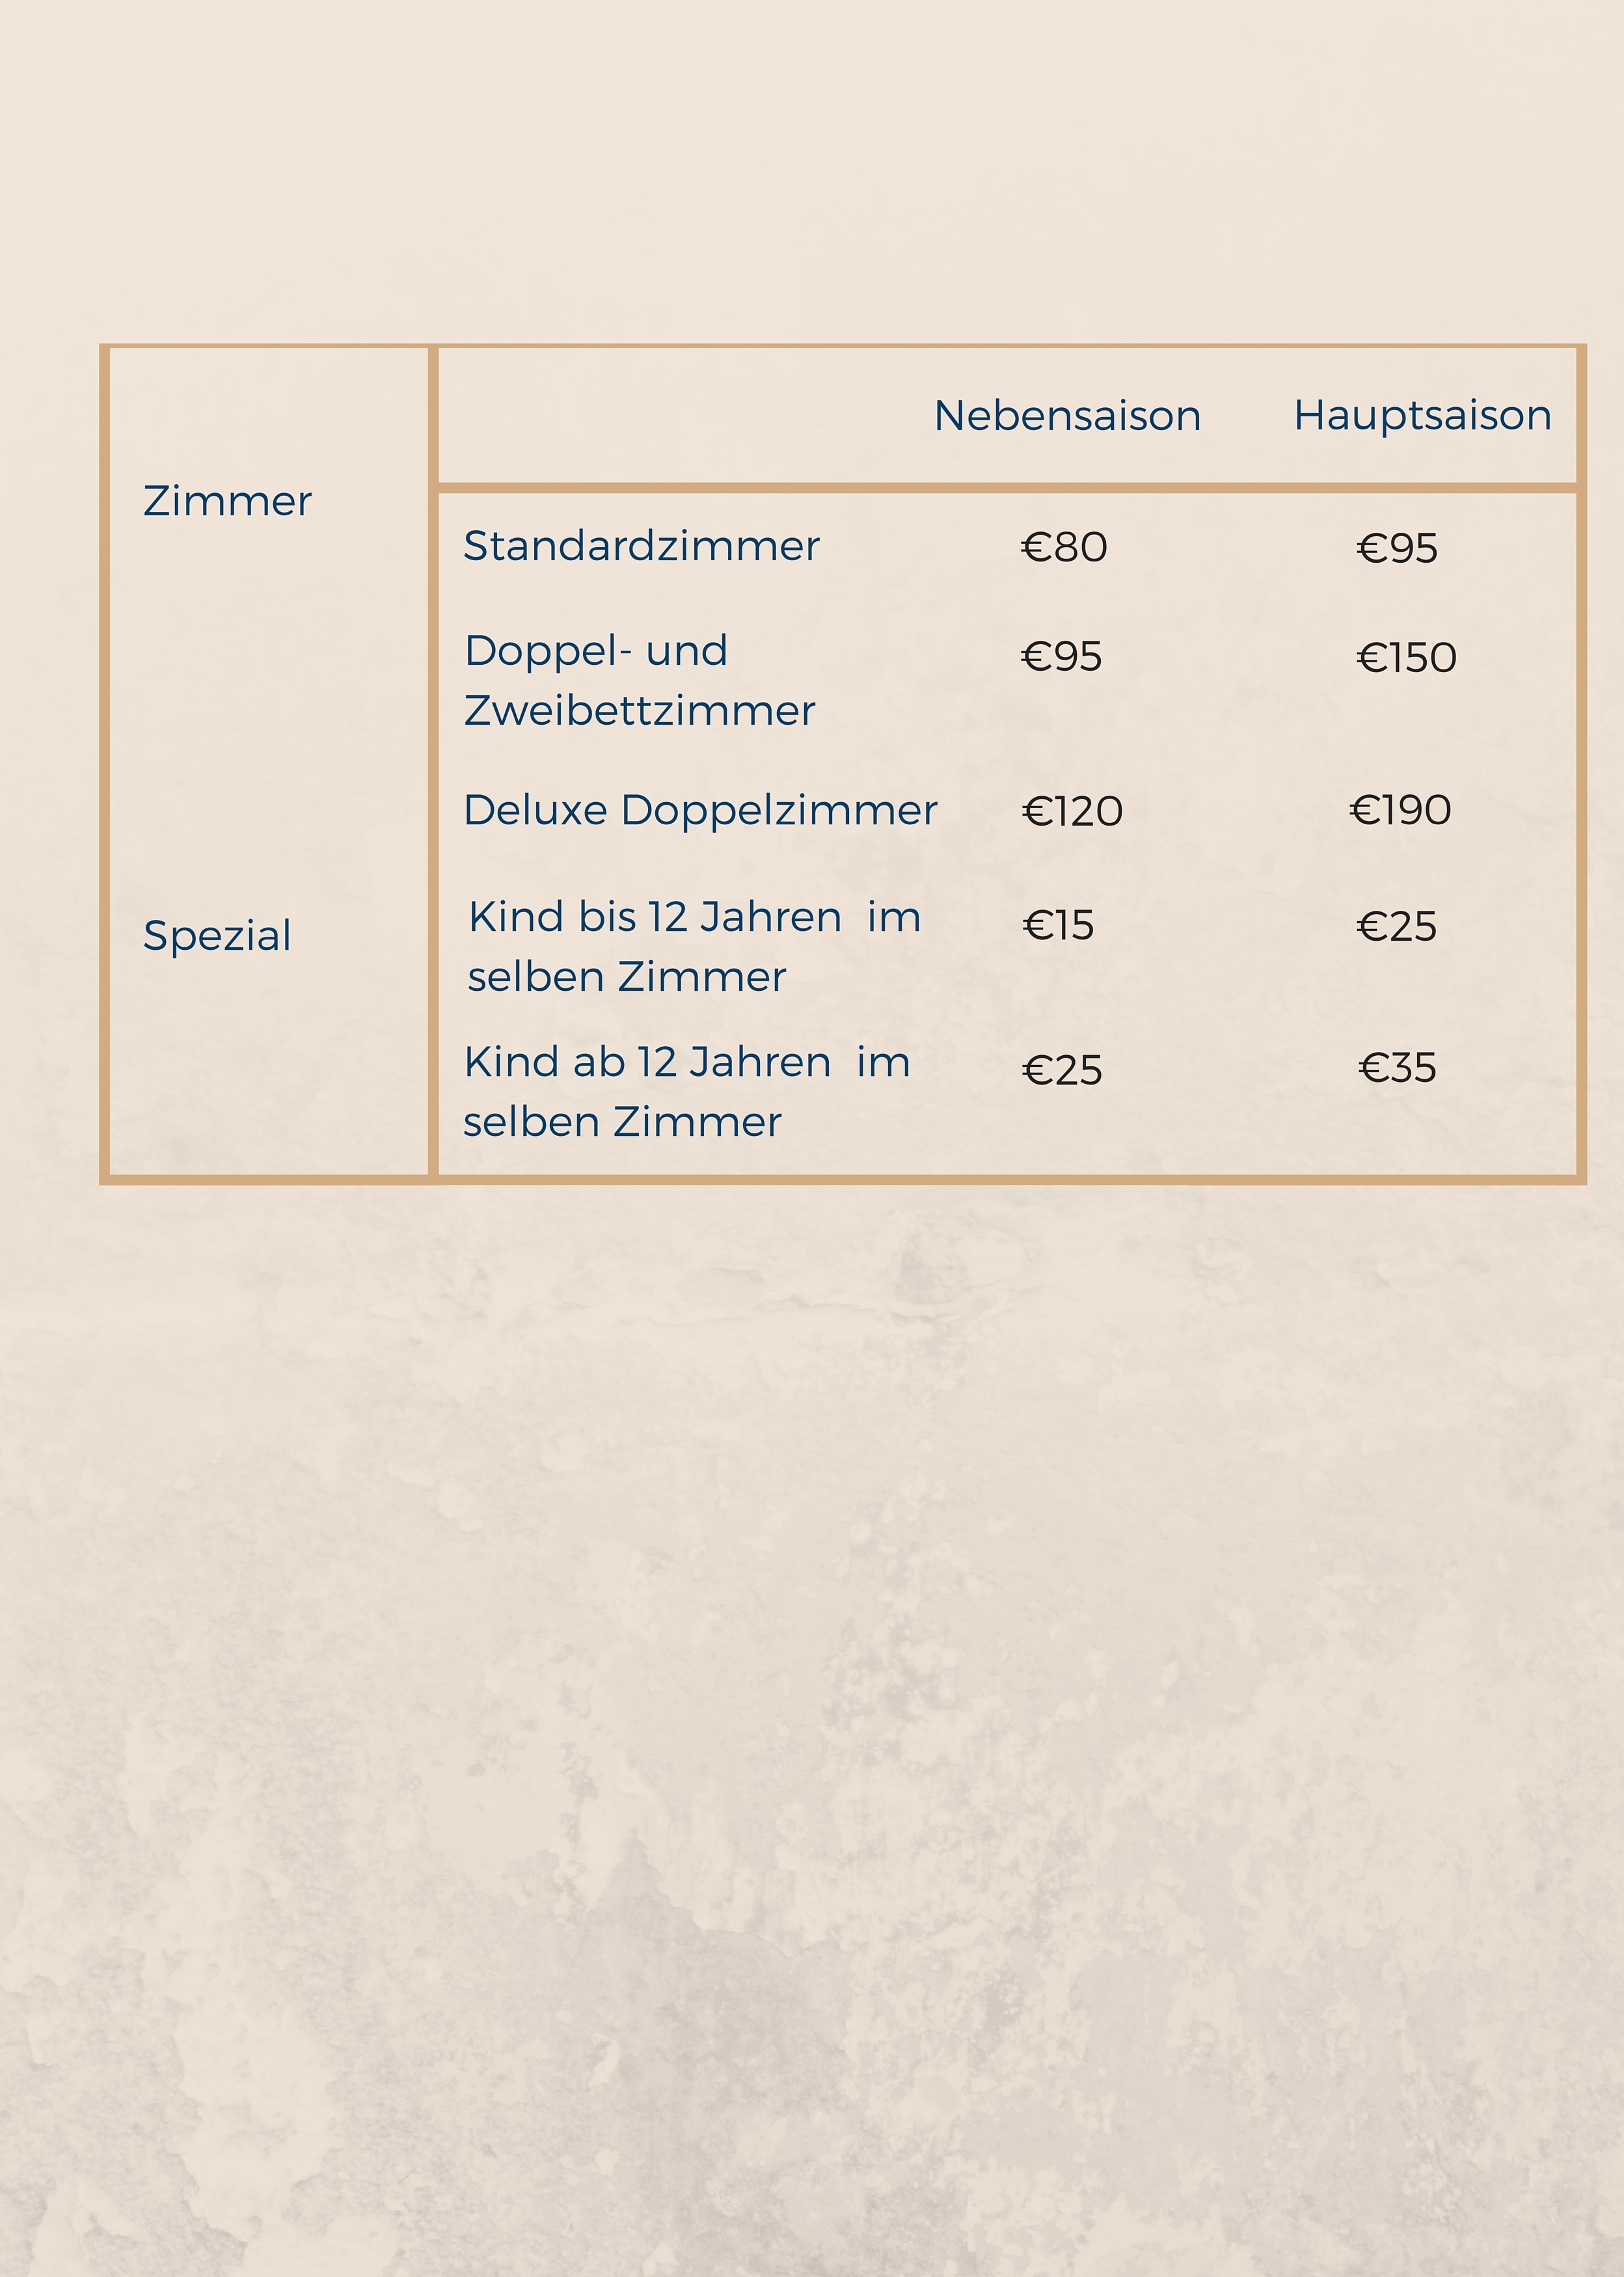 Nebensaison Hauptsaison
Zimmer
Standardzimmer €80 €95
Doppel- und €95 €150
Zweibettzimmer
Deluxe Doppelzimmer €120 €190
Spezial
Kind bis 12 Jahren  im €15 €25
selben Zimmer
Kind ab 12 Jahren  im €25 €35
selben Zimmer